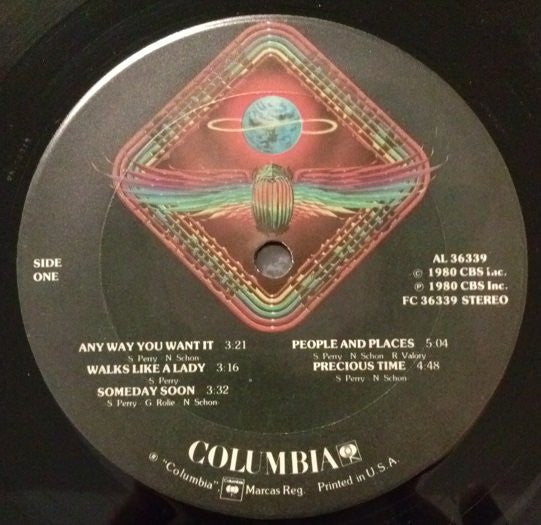 SIDE
ONE
AL 36339
© 1980 CBS Inc.
℗ 1980 CBS Inc.
FC 36339 STEREO
ANY WAY YOU WANT IT 3:21
S. Perry N. Schon
WALKS LIKE A LADY 3:16
S. Perry
SOMEDAY SOON 3:32
S. Perry G. Rolie N. Schon
PEOPLE AND PLACES 5:04
S. Perry N. Schon R. Valory
PRECIOUS TIME 4:48
S. Perry N. Schon
COLUMBIA
® "Columbia", Columbia Marcas Reg. Printed in U.S.A.